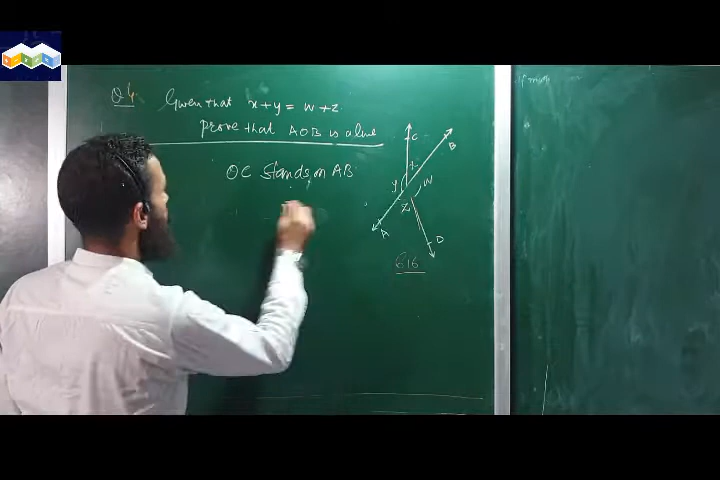 Q4. Given that x+y = w+z
prove that AOB is a line
OC Stands on AB
C
B
x
y
w
z
A
D
6.16